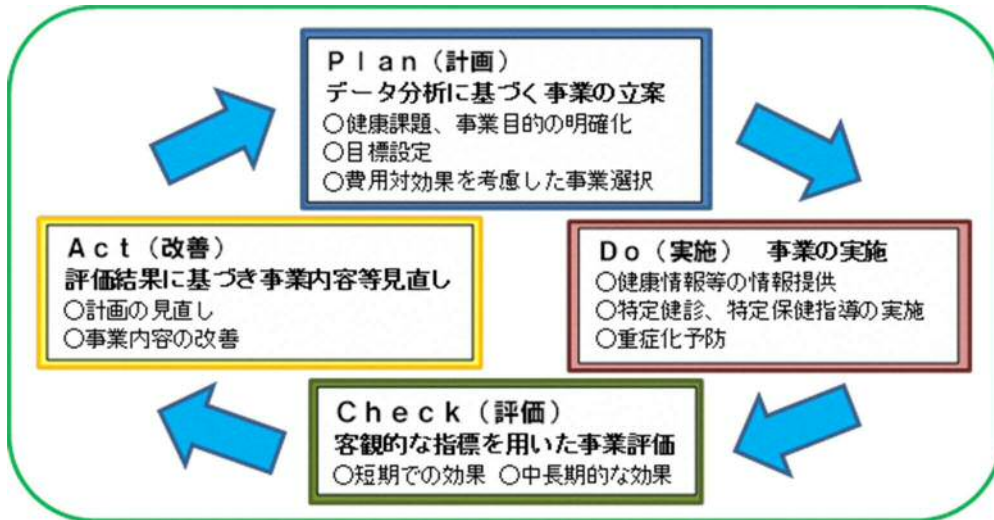 Ｐｌａｎ（計画）
データ分析に基づく事業の立案
○健康課題、事業目的の明確化
○目標設定
○費用対効果を考慮した事業選択
Ａｃｔ（改善）
評価結果に基づき事業内容等見直し
○計画の見直し
○事業内容の改善
Ｄｏ（実施）　事業の実施
○健康情報等の情報提供
○特定健診、特定保健指導の実施
○重症化予防
Ｃｈｅｃｋ（評価）
客観的な指標を用いた事業評価
○短期での効果　○中長期的な効果